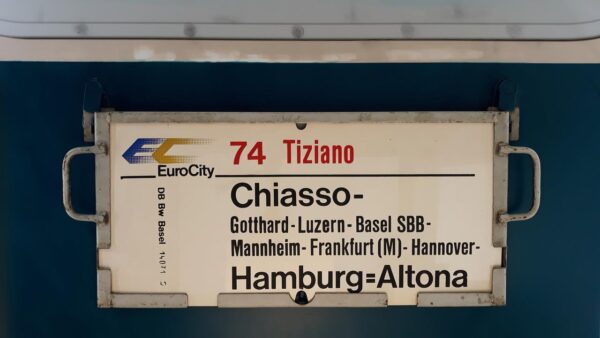 EC
EuroCity
74 Tiziano
Chiasso-
Gotthard-Luzern-Basel SBB-
Mannheim-Frankfurt (M)-Hannover-
Hamburg=Altona
DB Bw Basel